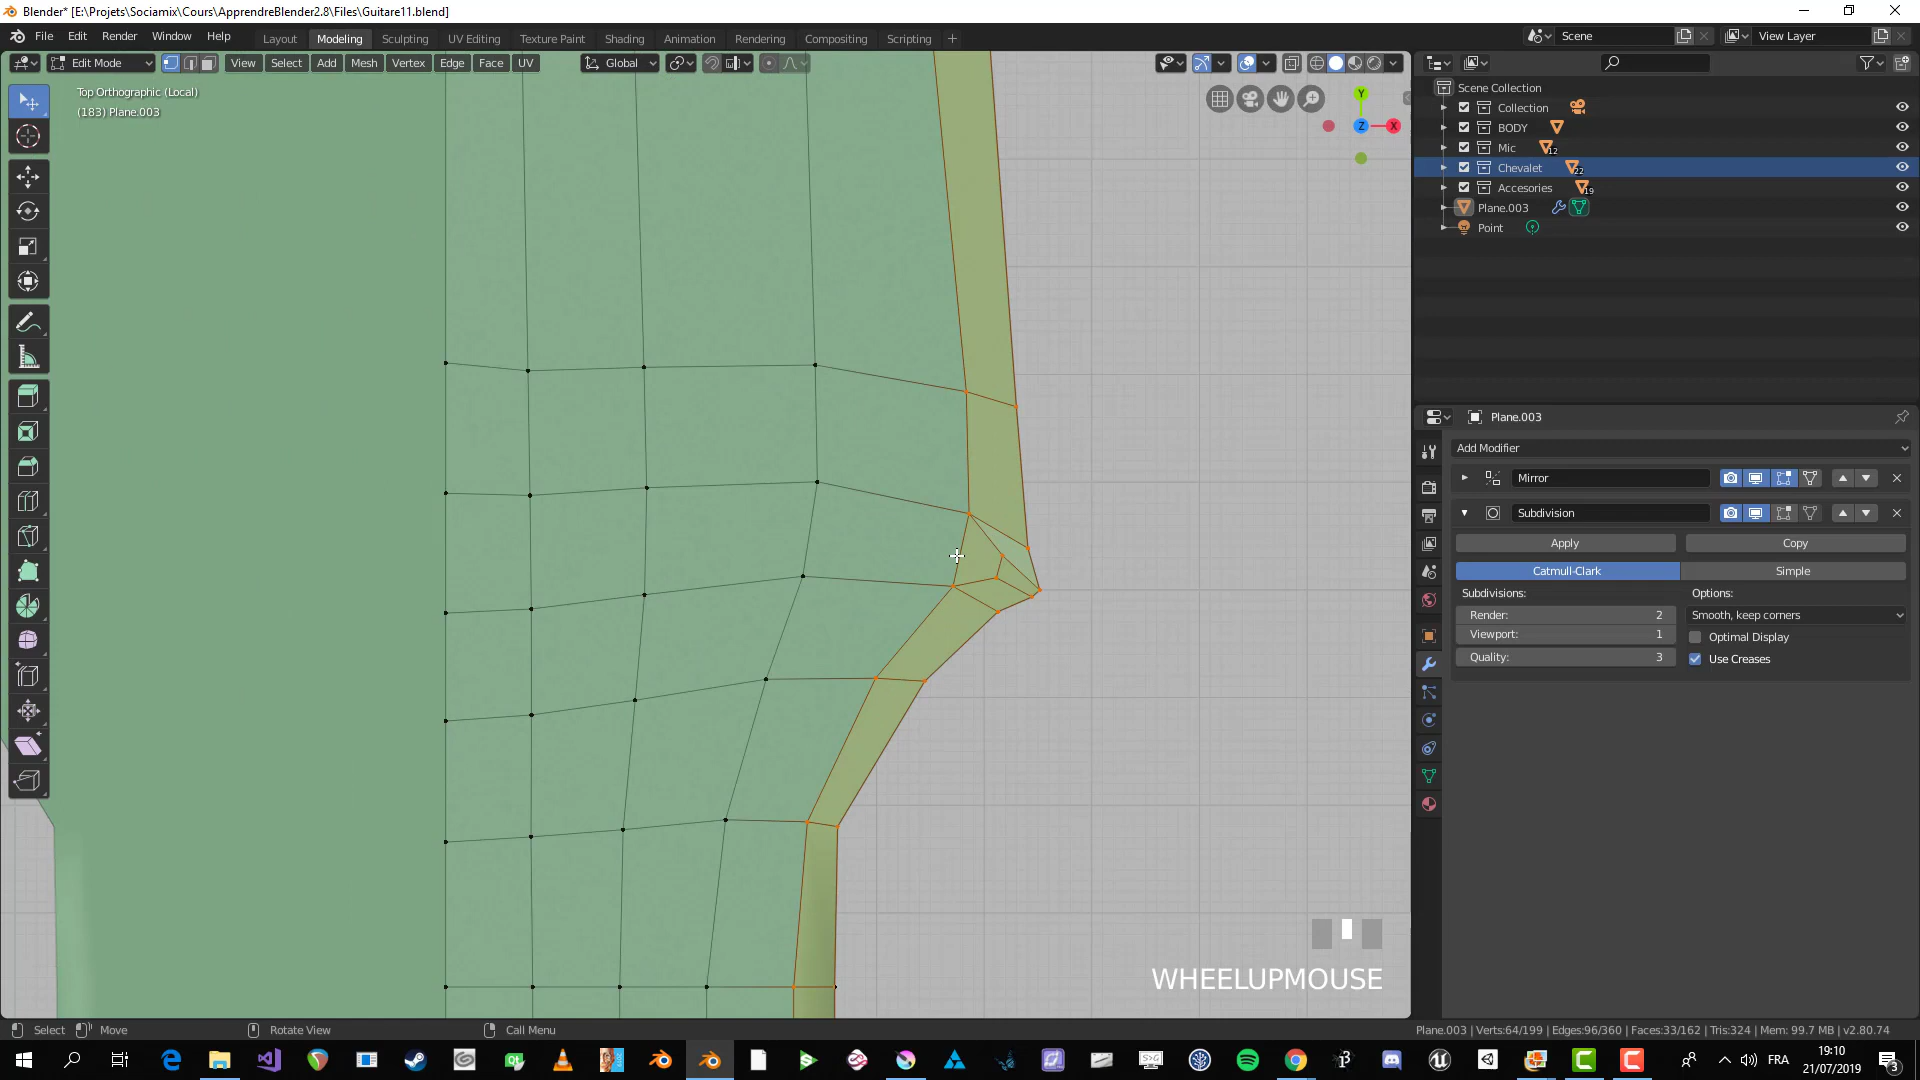 Blender* [E:\Projets\Sociamix\Cours\ApprendreBlender2.8\Files\Guitare11.blend]
File Edit Render Window Help Layout Modeling Sculpting UV Editing Texture Paint Shading Animation Rendering Compositing Scripting + Scene View Layer
Edit Mode View Select Add Mesh Vertex Edge Face UV Global
Top Orthographic (Local)
(183) Plane.003
Y
Z X
Scene Collection
Collection
BODY
Mic 12
Chevalet 22
Accesories 19
Plane.003
Point
Plane.003
Add Modifier
Mirror
Subdivision
Apply Copy
Catmull-Clark Simple
Subdivisions: Options:
Render: 2 Smooth, keep corners
Viewport: 1 Optimal Display
Quality: 3 Use Creases
WHEELUPMOUSE
Select Move Rotate View Call Menu Plane.003 | Verts:64/199 | Edges:96/360 | Faces:33/162 | Tris:324 | Mem: 99.7 MB | v2.80.74
FRA 19:10
21/07/2019 3